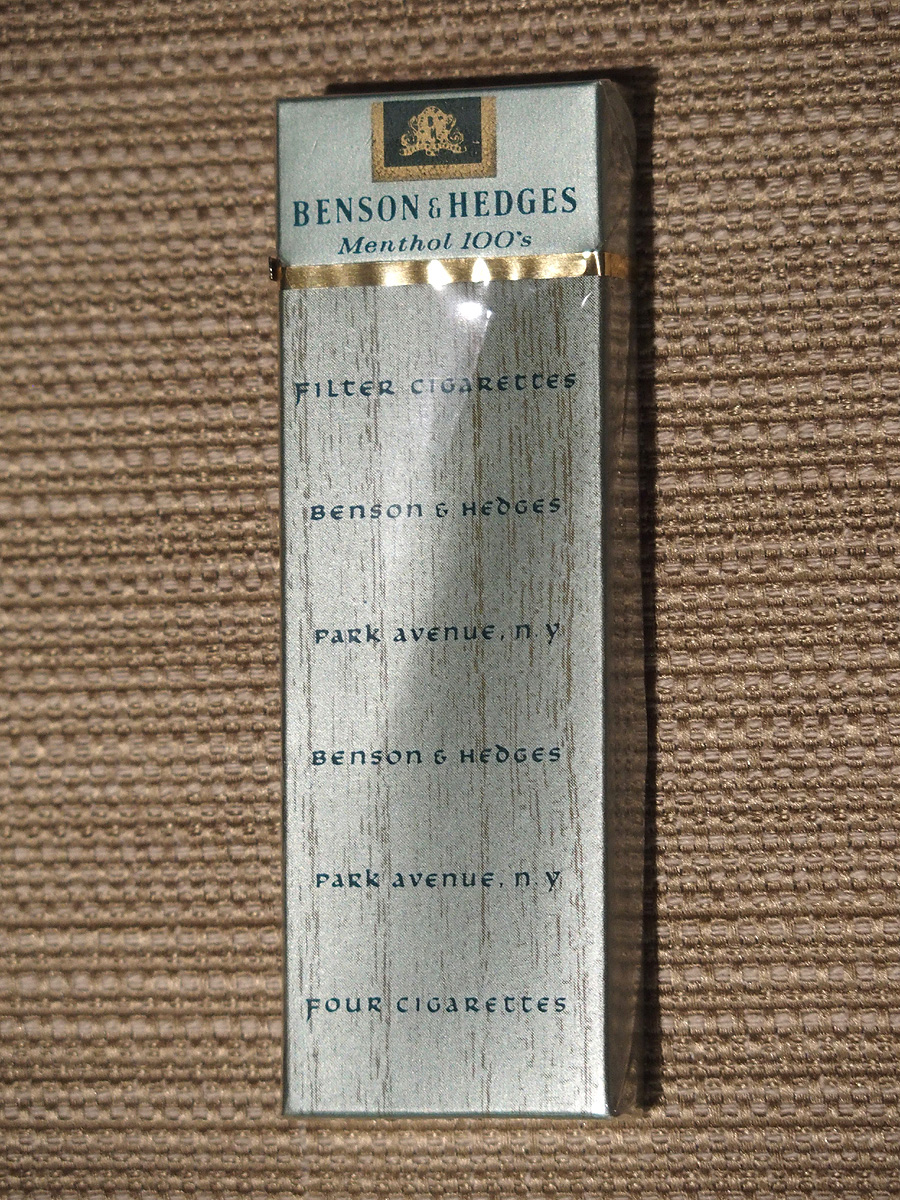 BENSON & HEDGES
Menthol 100's
FILTER CIGARETTES
BENSON & HEDGES
PARK AVENUE, N.Y
BENSON & HEDGES
PARK AVENUE, N.Y
FOUR CIGARETTES